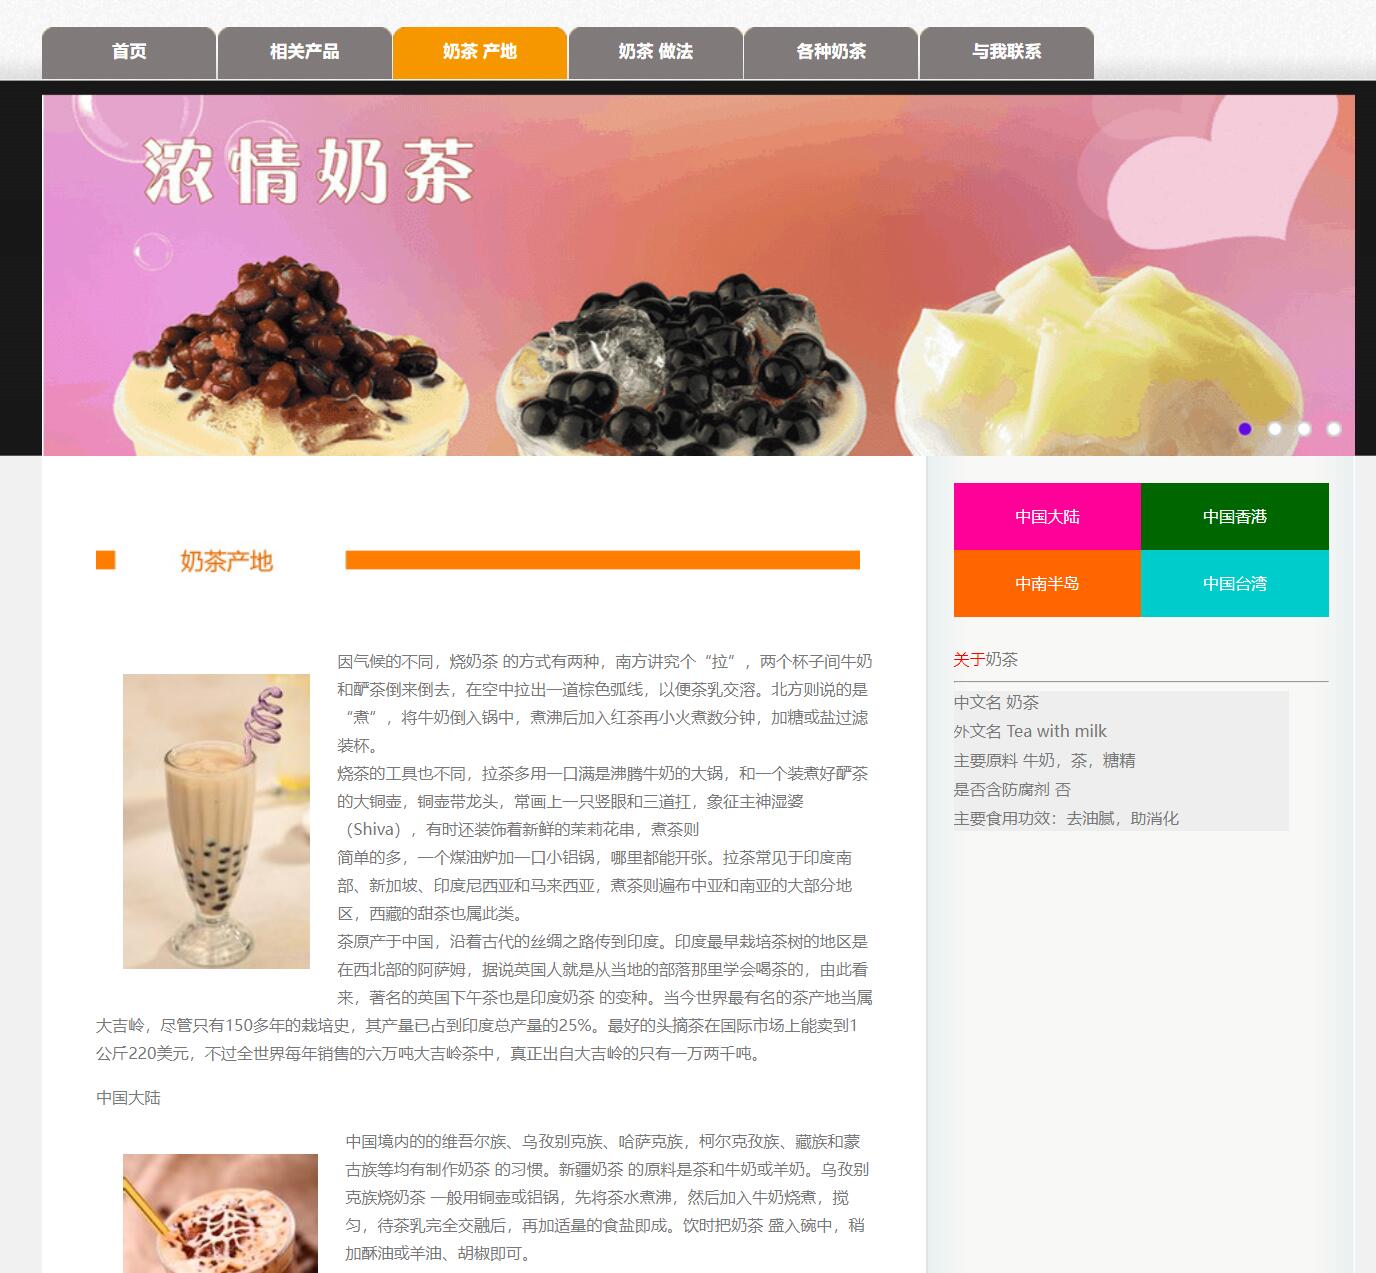 首页
相关产品
奶茶 产地
奶茶 做法
各种奶茶
与我联系
浓情奶茶
奶茶产地
因气候的不同，烧奶茶 的方式有两种，南方讲究个“拉”，两个杯子间牛奶
和酽茶倒来倒去，在空中拉出一道棕色弧线，以便茶乳交溶。北方则说的是
“煮”，将牛奶倒入锅中，煮沸后加入红茶再小火煮数分钟，加糖或盐过滤
装杯。
烧茶的工具也不同，拉茶多用一口满是沸腾牛奶的大锅，和一个装煮好酽茶
的大铜壶，铜壶带龙头，常画上一只竖眼和三道扛，象征主神湿婆
（Shiva），有时还装饰着新鲜的茉莉花串，煮茶则
简单的多，一个煤油炉加一口小铝锅，哪里都能开张。拉茶常见于印度南
部、新加坡、印度尼西亚和马来西亚，煮茶则遍布中亚和南亚的大部分地
区，西藏的甜茶也属此类。
茶原产于中国，沿着古代的丝绸之路传到印度。印度最早栽培茶树的地区是
在西北部的阿萨姆，据说英国人就是从当地的部落那里学会喝茶的，由此看
来，著名的英国下午茶也是印度奶茶 的变种。当今世界最有名的茶产地当属
大吉岭，尽管只有150多年的栽培史，其产量已占到印度总产量的25%。最好的头摘茶在国际市场上能卖到1
公斤220美元，不过全世界每年销售的六万吨大吉岭茶中，真正出自大吉岭的只有一万两千吨。
中国大陆
中国境内的的维吾尔族、乌孜别克族、哈萨克族，柯尔克孜族、藏族和蒙
古族等均有制作奶茶 的习惯。新疆奶茶 的原料是茶和牛奶或羊奶。乌孜别
克族烧奶茶 一般用铜壶或铝锅，先将茶水煮沸，然后加入牛奶烧煮，搅
匀，待茶乳完全交融后，再加适量的食盐即成。饮时把奶茶 盛入碗中，稍
加酥油或羊油、胡椒即可。
中国大陆
中国香港
中南半岛
中国台湾
关于奶茶
中文名 奶茶
外文名 Tea with milk
主要原料 牛奶，茶，糖精
是否含防腐剂 否
主要食用功效：去油腻，助消化